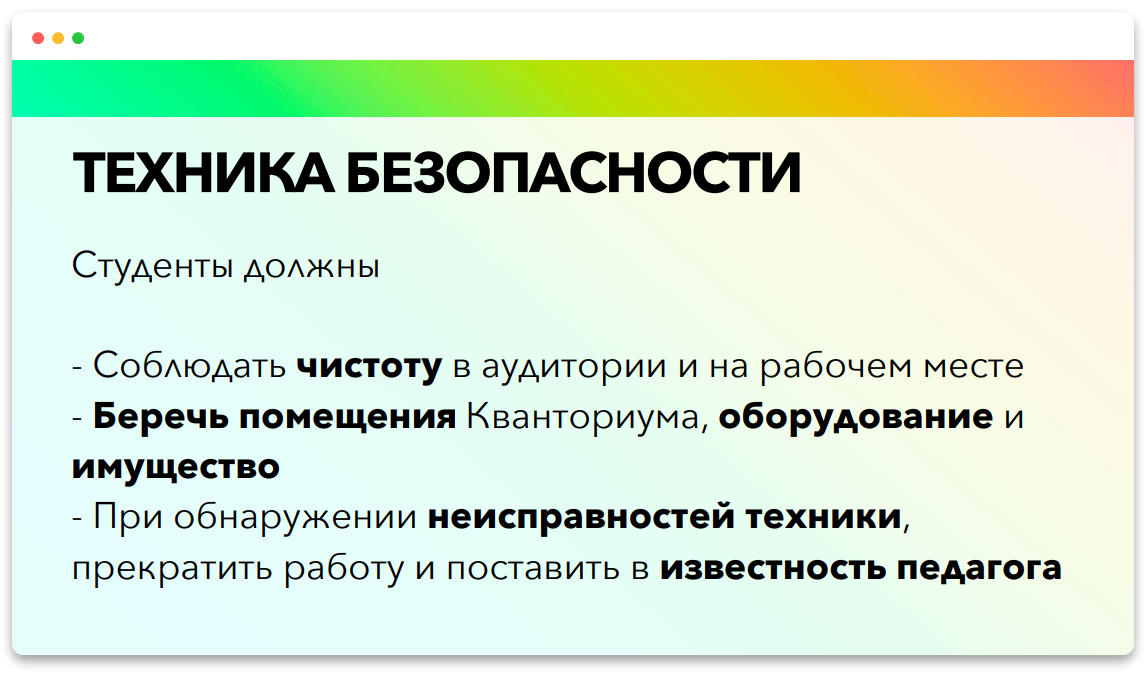 ТЕХНИКА БЕЗОПАСНОСТИ
Студенты должны
- Соблюдать чистоту в аудитории и на рабочем месте
- Беречь помещения Кванториума, оборудование и
имущество
- При обнаружении неисправностей техники,
прекратить работу и поставить в известность педагога